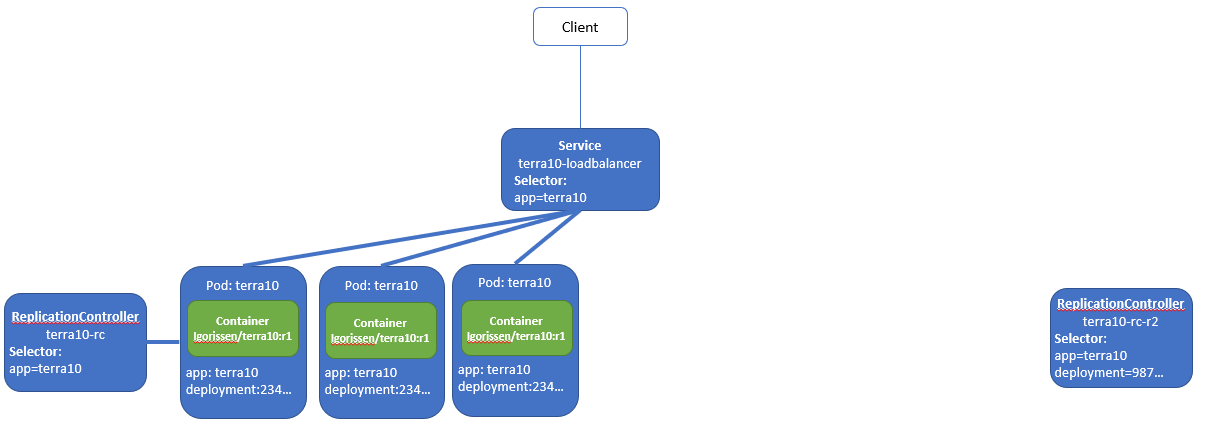 Client
Service
terra10-loadbalancer
Selector:
app=terra10
ReplicationController
terra10-rc
Selector:
app=terra10
Pod: terra10
Container
lgorissen/terra10:r1
app: terra10
deployment:234...
Pod: terra10
Container
lgorissen/terra10:r1
app: terra10
deployment:234...
Pod: terra10
Container
lgorissen/terra10:r1
app: terra10
deployment:234...
ReplicationController
terra10-rc-r2
Selector:
app=terra10
deployment=987...